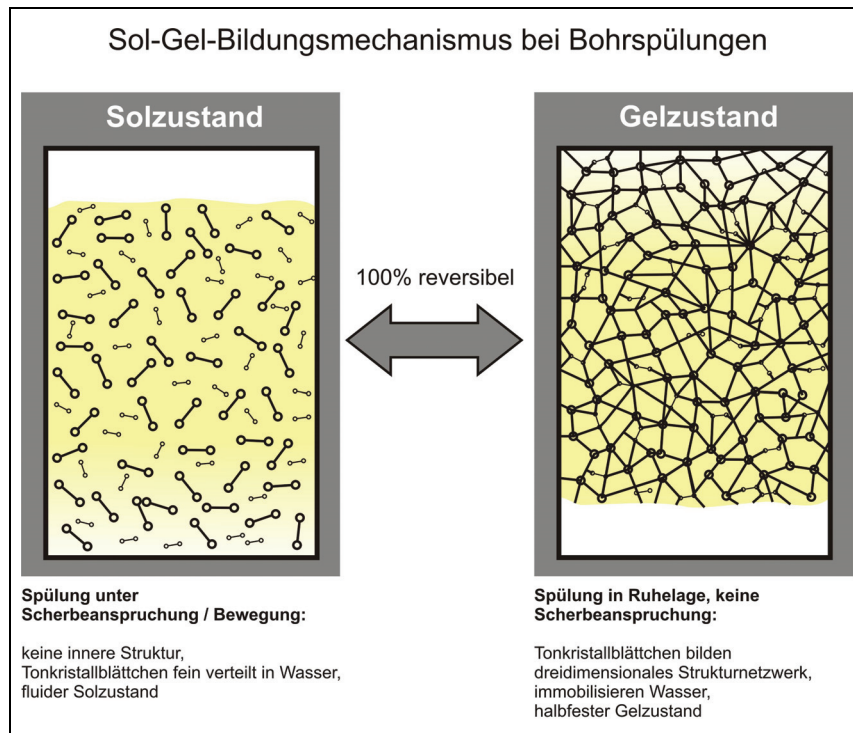 Sol-Gel-Bildungsmechanismus bei Bohrspülungen
Solzustand
Gelzustand
100% reversibel
Spülung unter
Scherbeanspruchung / Bewegung:
keine innere Struktur,
Tonkristallblättchen fein verteilt in Wasser,
fluider Solzustand
Spülung in Ruhelage, keine
Scherbeanspruchung:
Tonkristallblättchen bilden
dreidimensionales Strukturnetzwerk,
immobilisieren Wasser,
halbfester Gelzustand